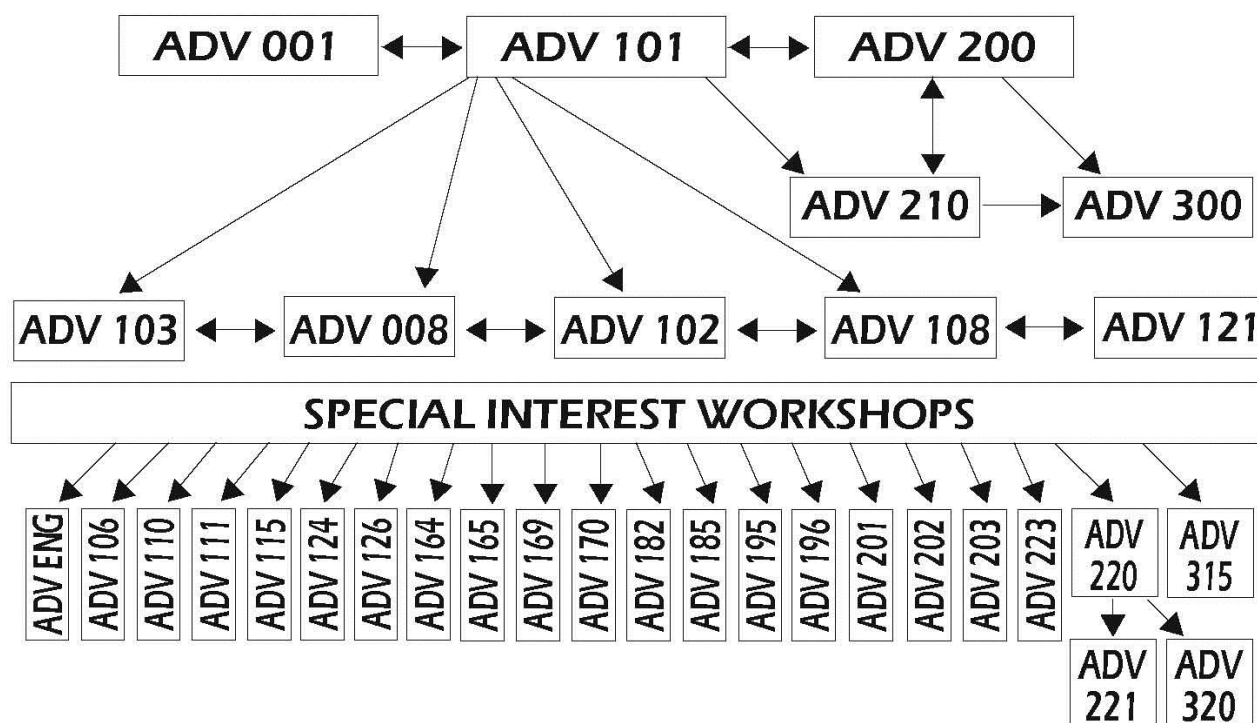 ADV 001
ADV 101
ADV 200
ADV 210
ADV 300
ADV 103
ADV 008
ADV 102
ADV 108
ADV 121
SPECIAL INTEREST WORKSHOPS
ADV ENG
ADV 106
ADV 110
ADV 111
ADV 115
ADV 124
ADV 126
ADV 164
ADV 165
ADV 169
ADV 170
ADV 182
ADV 185
ADV 195
ADV 196
ADV 201
ADV 202
ADV 203
ADV 223
ADV
220
ADV
315
ADV
221
ADV
320